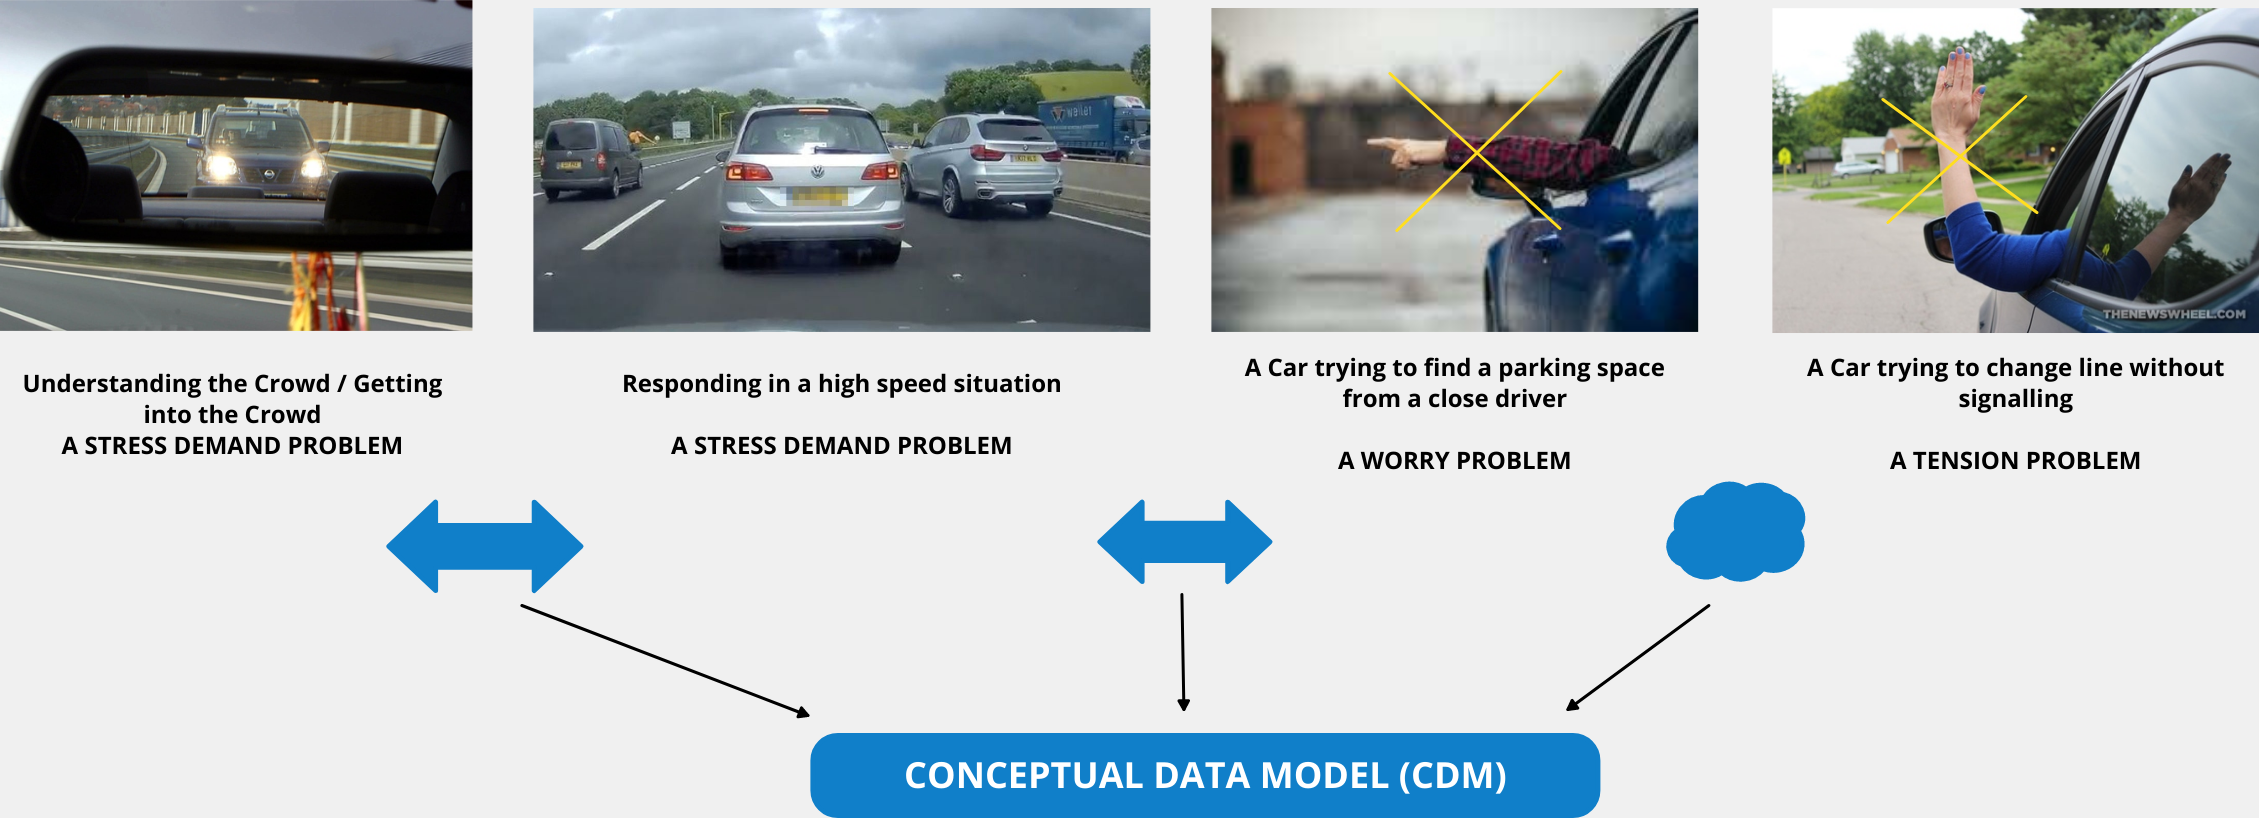 weiler
THENEWSWHEEL.COM
Understanding the Crowd / Getting
into the Crowd
A STRESS DEMAND PROBLEM
Responding in a high speed situation
A STRESS DEMAND PROBLEM
A Car trying to find a parking space
from a close driver
A WORRY PROBLEM
A Car trying to change line without
signalling
A TENSION PROBLEM
CONCEPTUAL DATA MODEL (CDM)